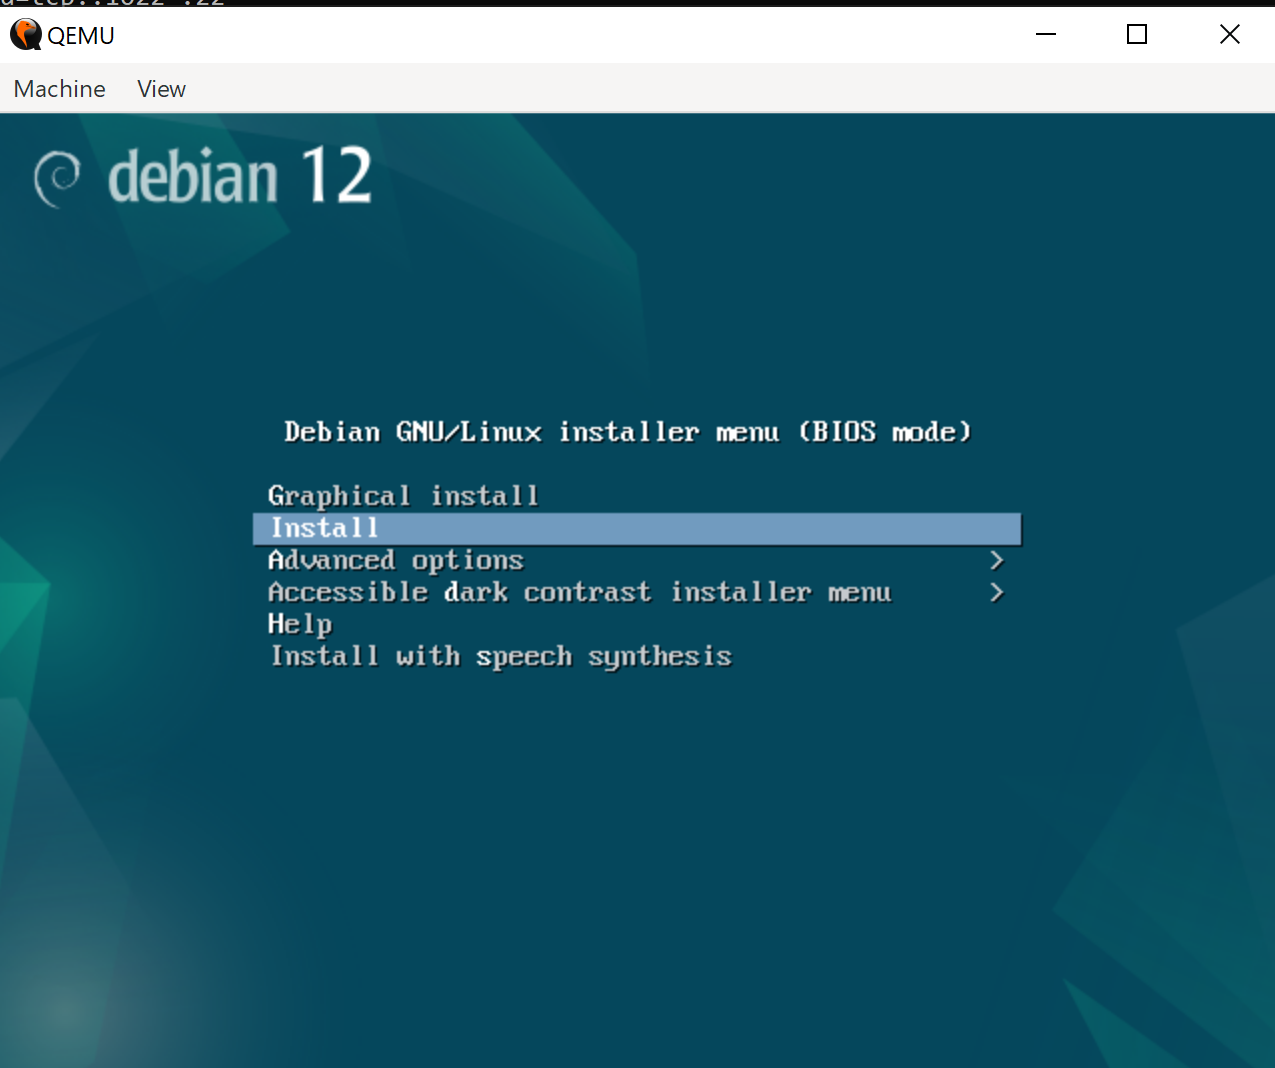 QEMU
Machine View
debian 12
Debian GNU/Linux installer menu (BIOS mode)
Graphical install
Install
Advanced options >
Accessible dark contrast installer menu >
Help
Install with speech synthesis